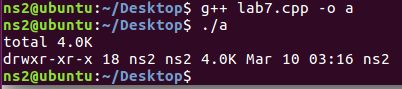 ns2@ubuntu:~/Desktop$ g++ lab7.cpp -o a
ns2@ubuntu:~/Desktop$ ./a
total 4.0K
drwxr-xr-x 18 ns2 ns2 4.0K Mar 10 03:16 ns2
ns2@ubuntu:~/Desktop$